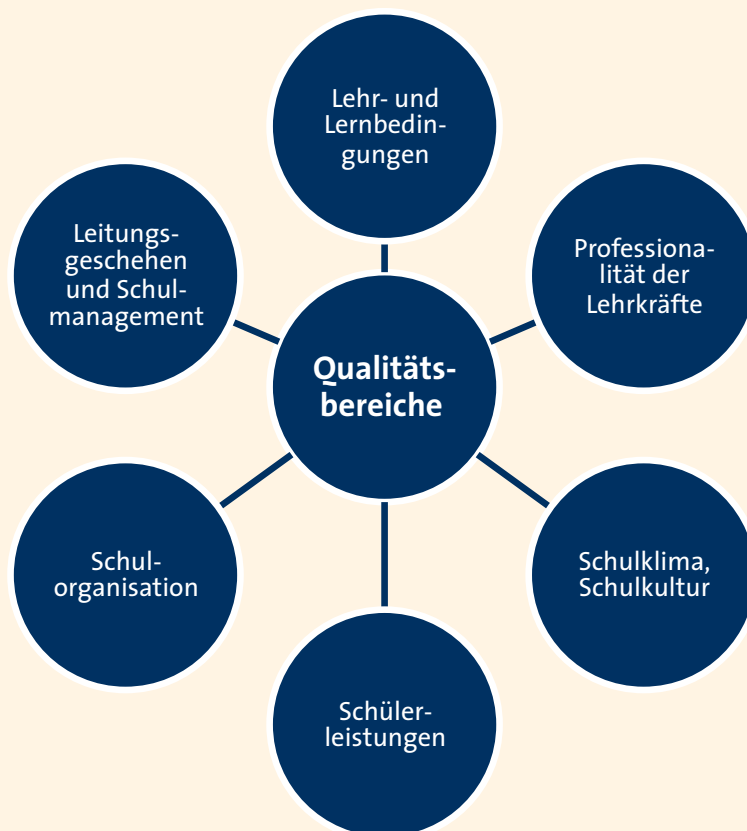 Lehr- und
Lernbedin-
gungen
Leitungs-
geschehen
und Schul-
management
Professiona-
lität der
Lehrkräfte
Qualitäts-
bereiche
Schul-
organisation
Schulklima,
Schulkultur
Schüler-
leistungen